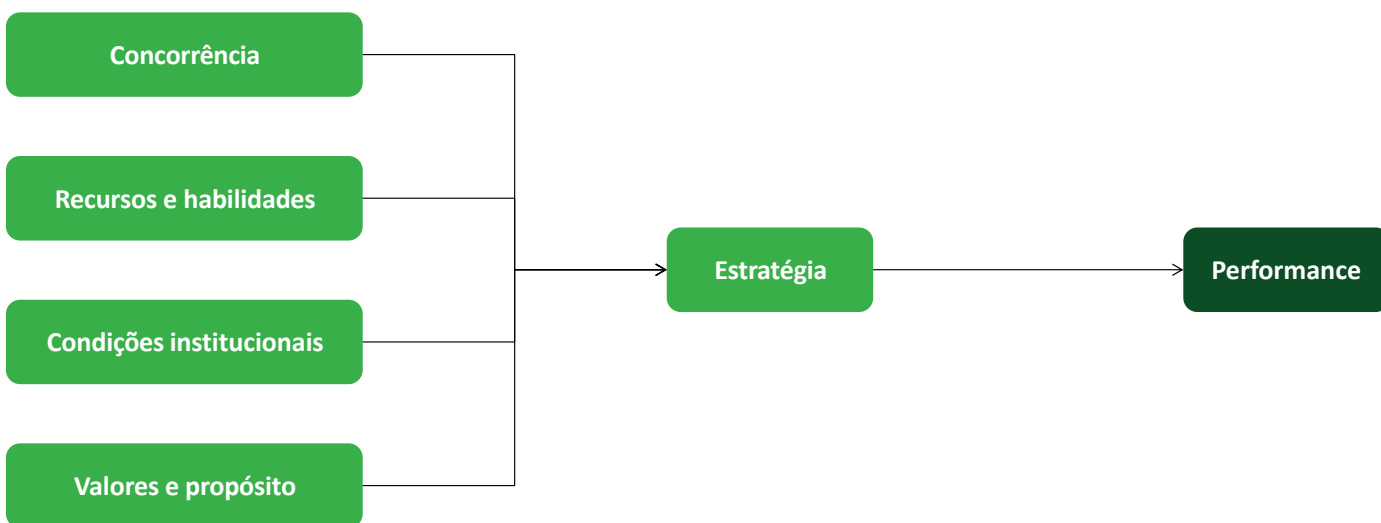 Concorrência
Recursos e habilidades
Condições institucionais
Valores e propósito
Estratégia
Performance